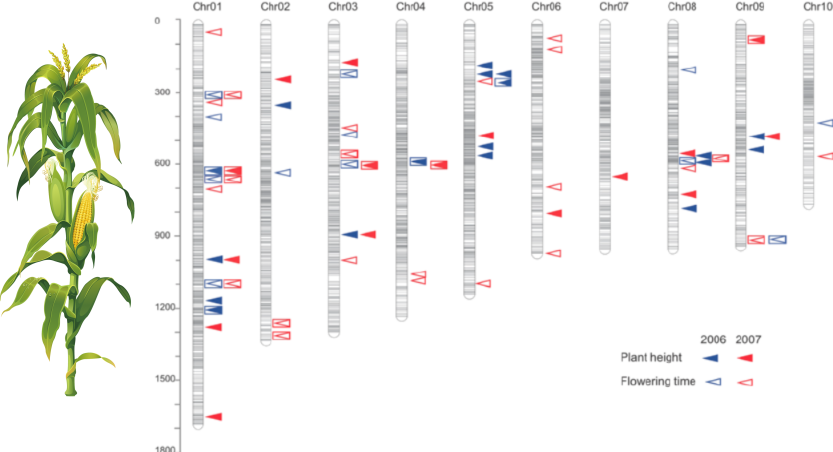 Chr01 Chr02 Chr03 Chr04 Chr05 Chr06 Chr07 Chr08 Chr09 Chr10
0
300
600
900
1200
1500
1800
2006 2007
Plant height
Flowering time